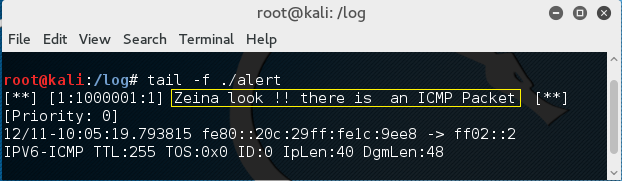 root@kali: /log
File Edit View Search Terminal Help
root@kali:/log# tail -f ./alert
[**] [1:1000001:1] Zeina look !! there is  an ICMP Packet  [**]
[Priority: 0]
12/11-10:05:19.793815 fe80::20c:29ff:fe1c:9ee8 -> ff02::2
IPV6-ICMP TTL:255 TOS:0x0 ID:0 IpLen:40 DgmLen:48